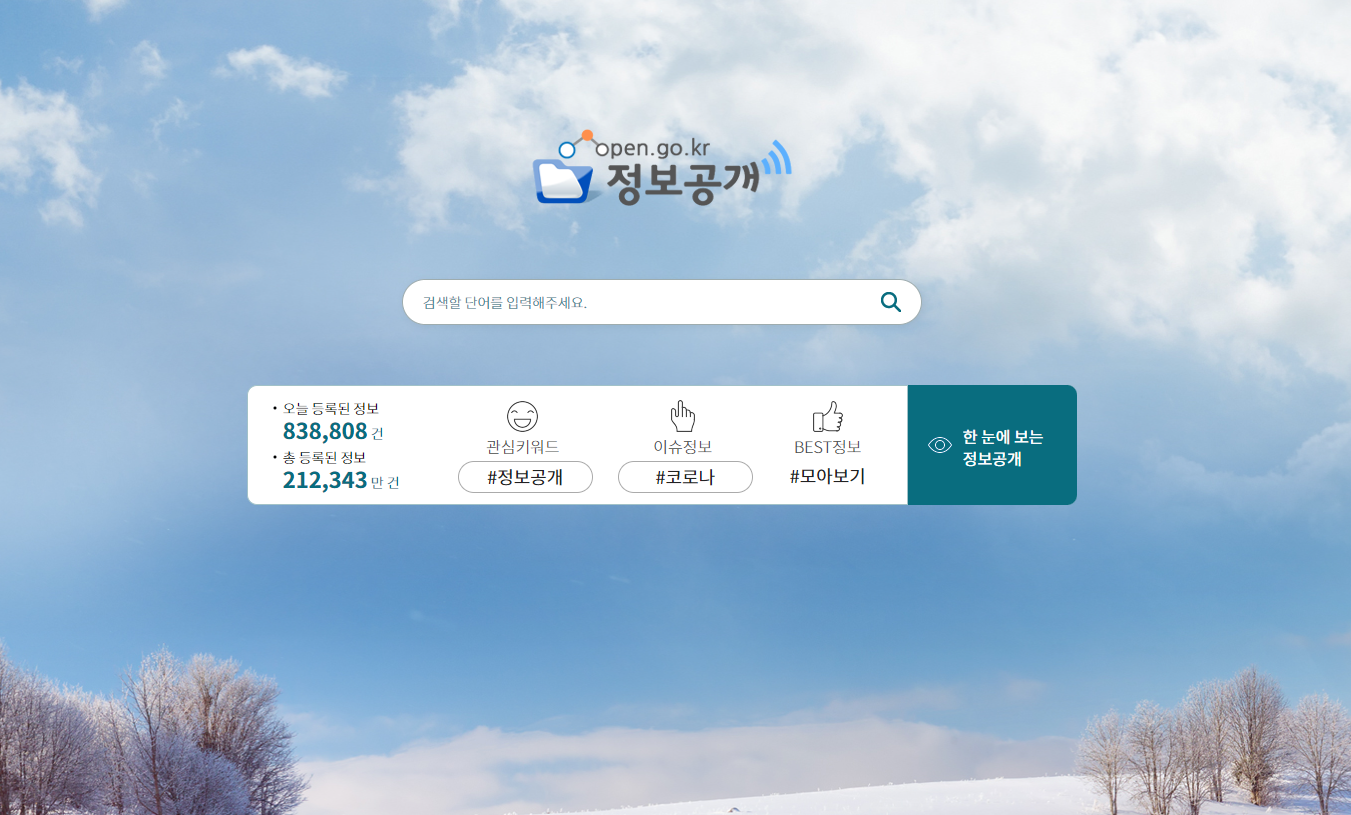 open.go.kr
정보공개
검색할 단어를 입력해주세요.
• 오늘 등록된 정보
838,808 건
• 총 등록된 정보
212,343 만 건
관심키워드
#정보공개
이슈정보
#코로나
BEST정보
#모아보기
한 눈에 보는
정보공개